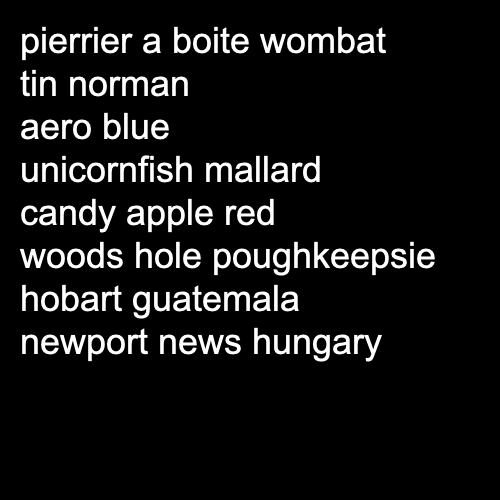 pierrier a boite wombat
tin norman
aero blue
unicornfish mallard
candy apple red
woods hole poughkeepsie
hobart guatemala
newport news hungary